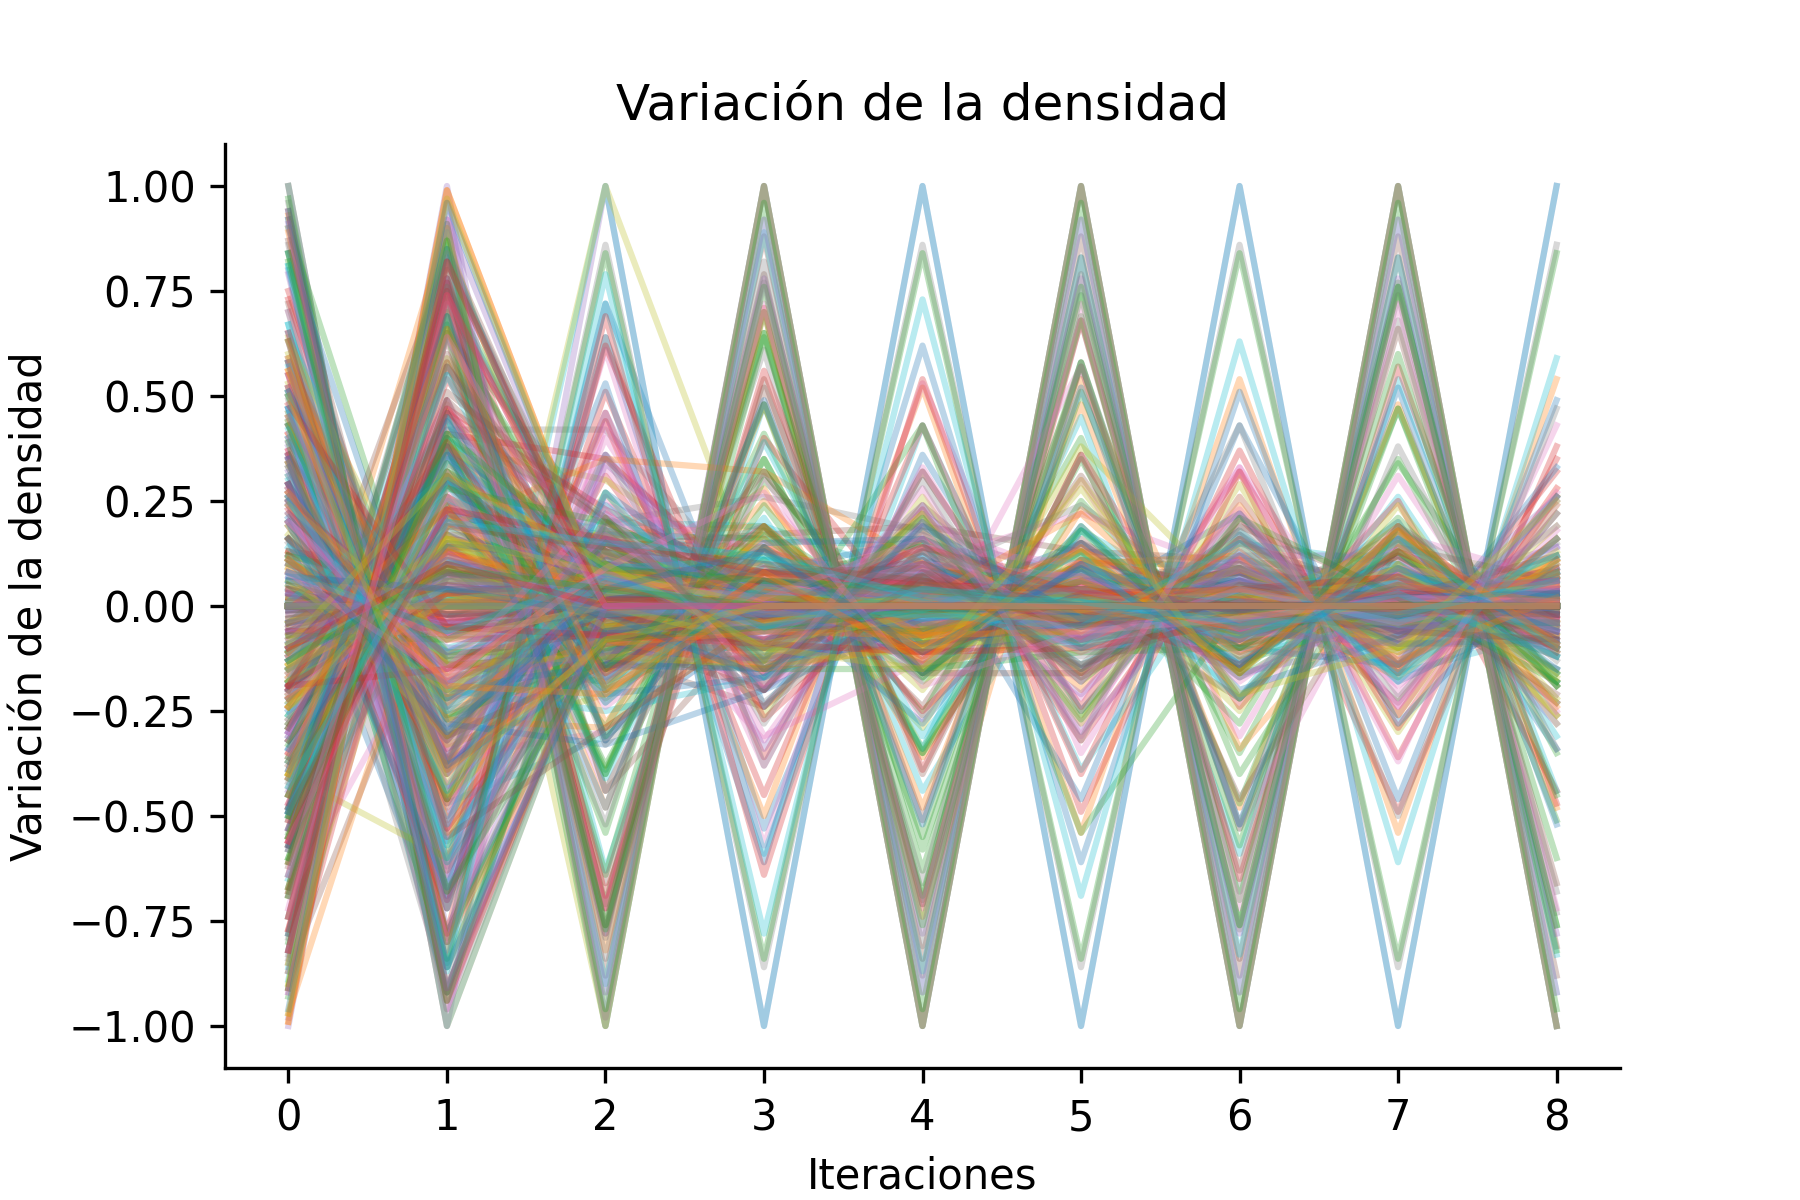 Variación de la densidad
Variación de la densidad
1.00
0.75
0.50
0.25
0.00
−0.25
−0.50
−0.75
−1.00
0 1 2 3 4 5 6 7 8
Iteraciones